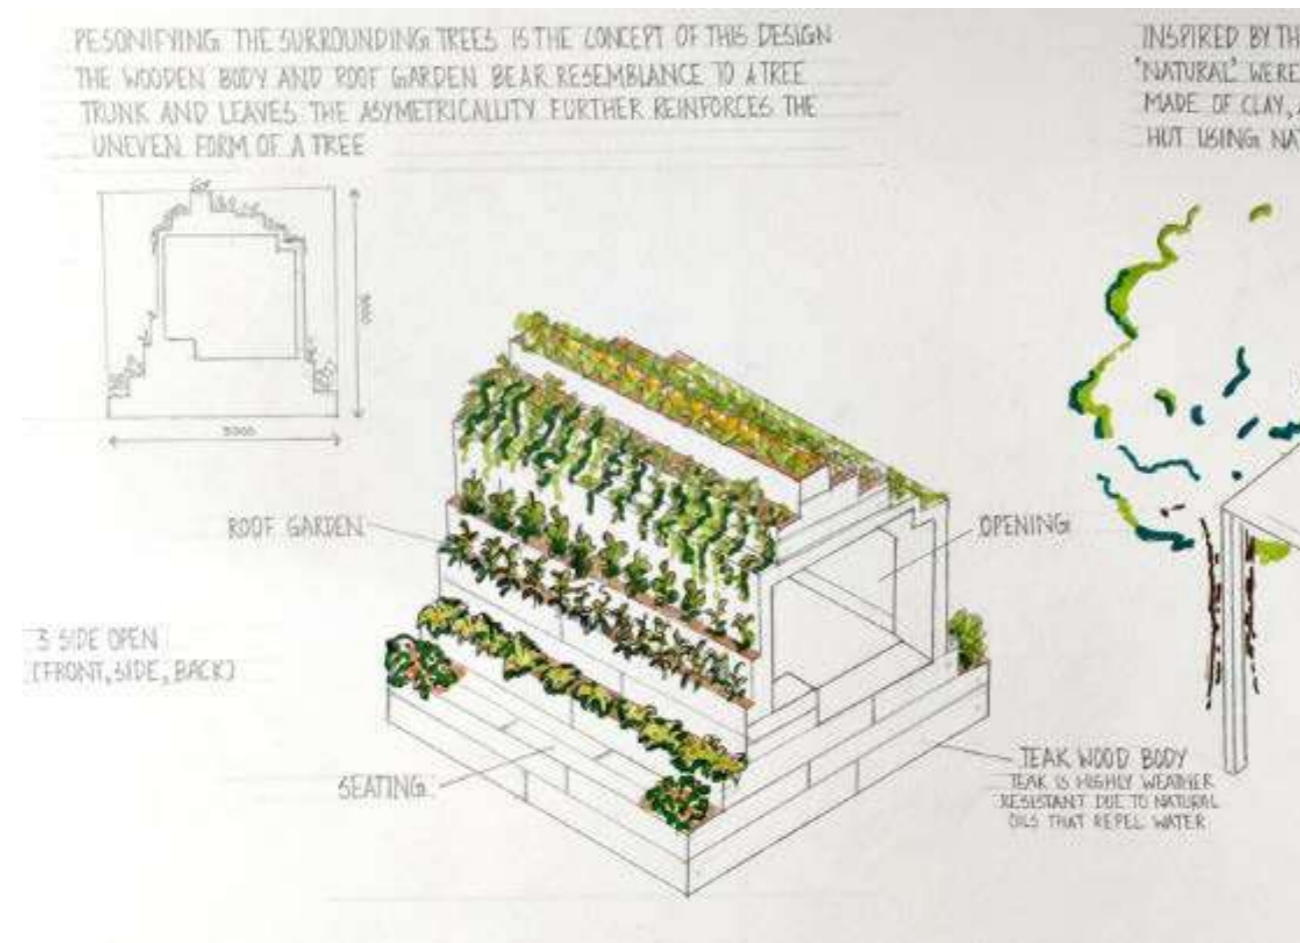 PESONIFYING THE SURROUNDING TREES IS THE CONCEPT OF THIS DESIGN
THE WOODEN BODY AND ROOF GARDEN BEAR RESEMBLANCE TO A TREE
TRUNK AND LEAVES THE ASYMETRICALLITY FURTHER REINFORCES THE
UNEVEN FORM OF A TREE
INSPIRED BY TH
"NATURAL" WERE
MADE OF CLAY, A
HUT USING NAT
3000
3000
ROOF GARDEN
OPENING
3 SIDE OPEN
(FRONT, SIDE, BACK)
SEATING
TEAK WOOD BODY
TEAK IS HIGHLY WEATHER
RESISTANT DUE TO NATURAL
OILS THAT REPEL WATER